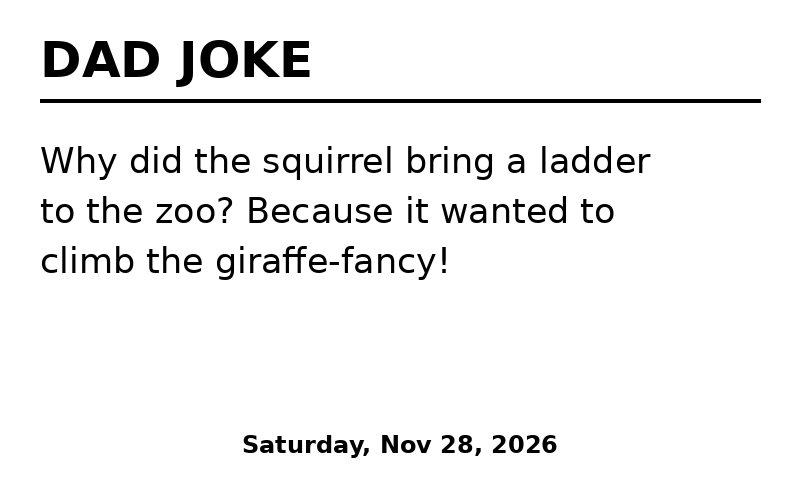 DAD JOKE
Why did the squirrel bring a ladder
to the zoo? Because it wanted to
climb the giraffe-fancy!
Saturday, Nov 28, 2026